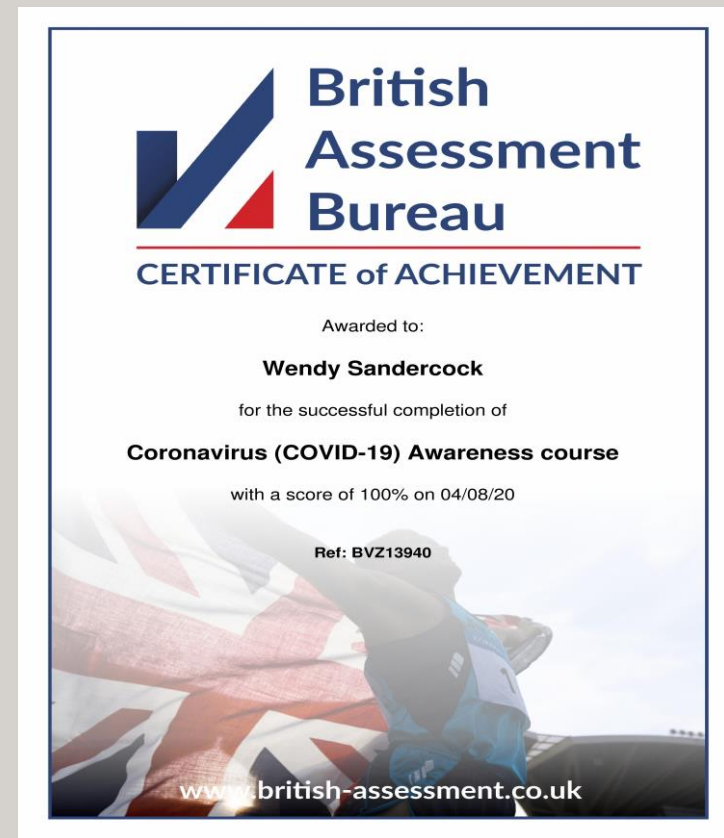 British
Assessment
Bureau
CERTIFICATE of ACHIEVEMENT
Awarded to:
Wendy Sandercock
for the successful completion of
Coronavirus (COVID-19) Awareness course
with a score of 100% on 04/08/20
Ref: BVZ13940
1
www.british-assessment.co.uk